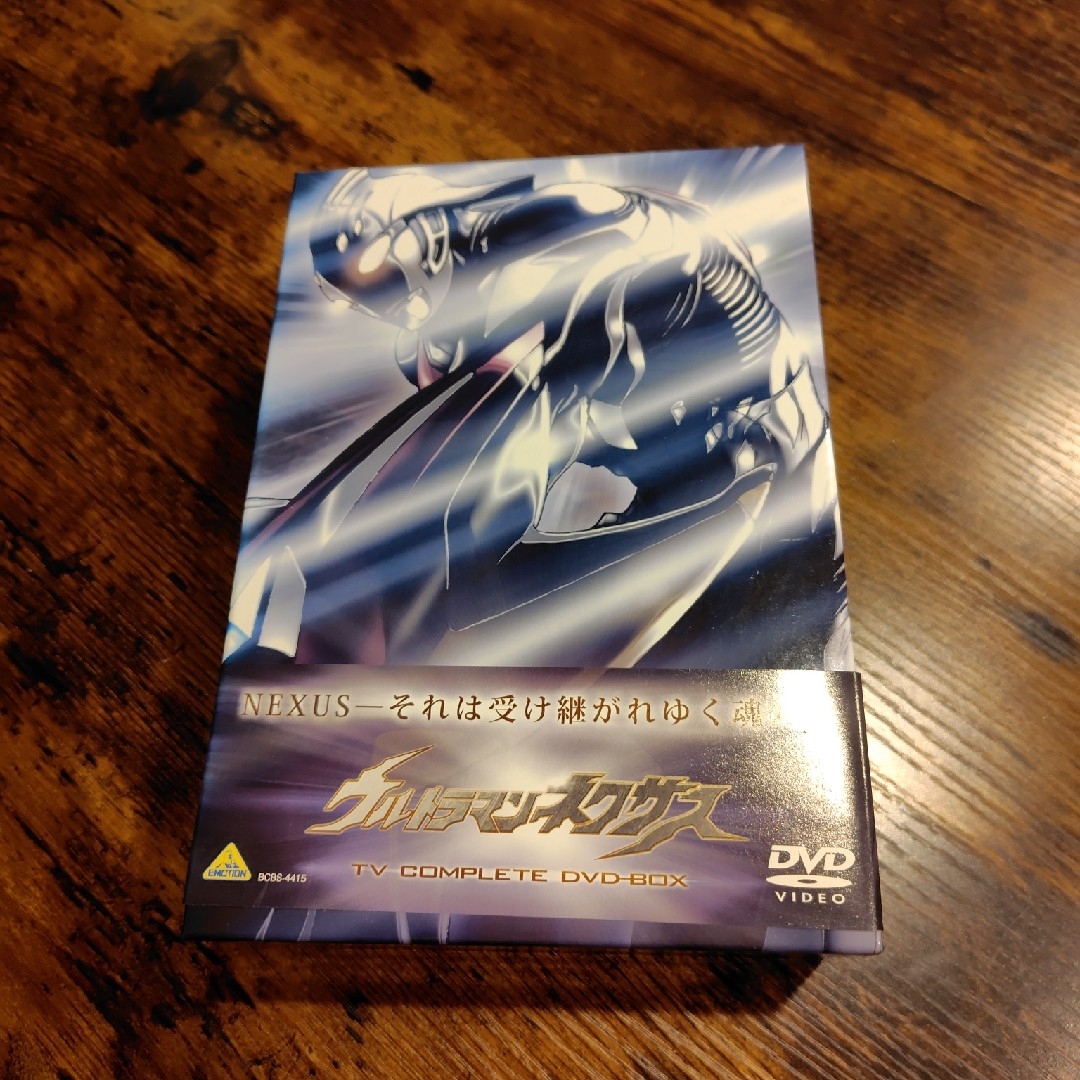 NEXUS—それは受け継がれゆく魂
ウルトラマンネクサス
TV COMPLETE DVD-BOX
EMOTION
BCBS-4415
DVD
VIDEO